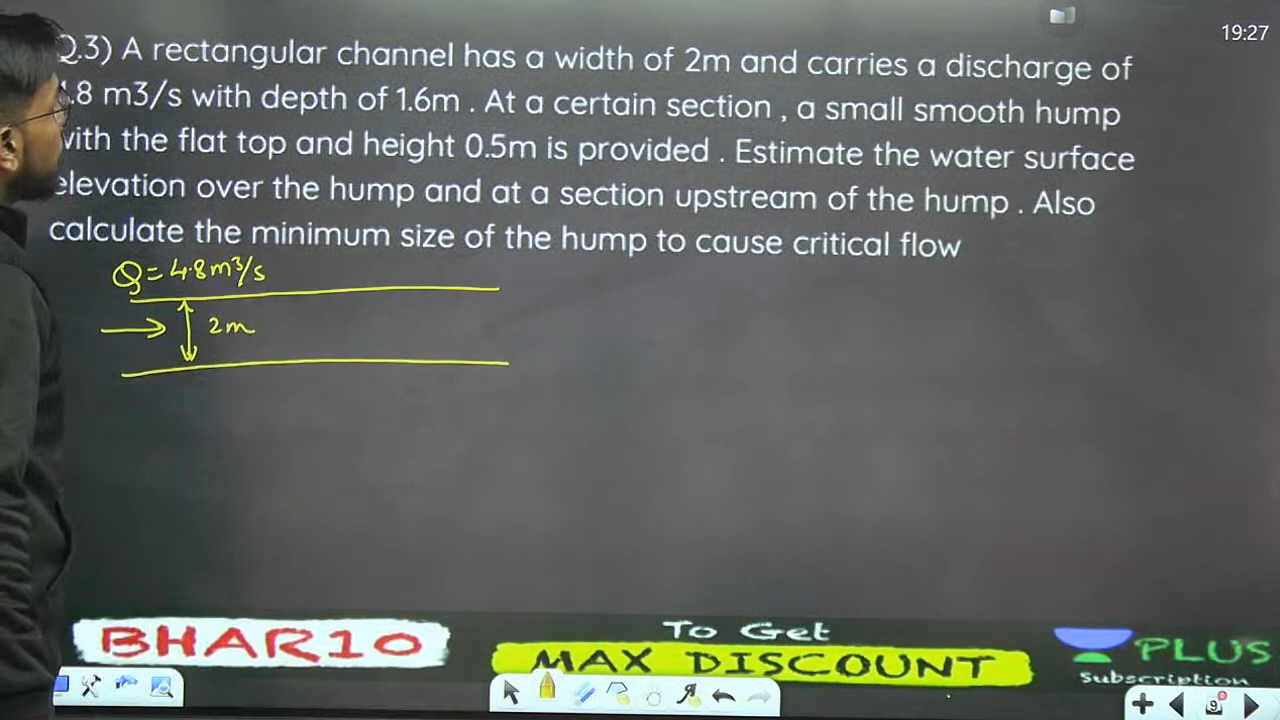 19:27
Q.3) A rectangular channel has a width of 2m and carries a discharge of
.8 m3/s with depth of 1.6m . At a certain section , a small smooth hump
with the flat top and height 0.5m is provided . Estimate the water surface
elevation over the hump and at a section upstream of the hump . Also
calculate the minimum size of the hump to cause critical flow
Q = 4.8 m³/s
2m
BHAR10
To Get
MAX DISCOUNT
PLUS
Subscription
9